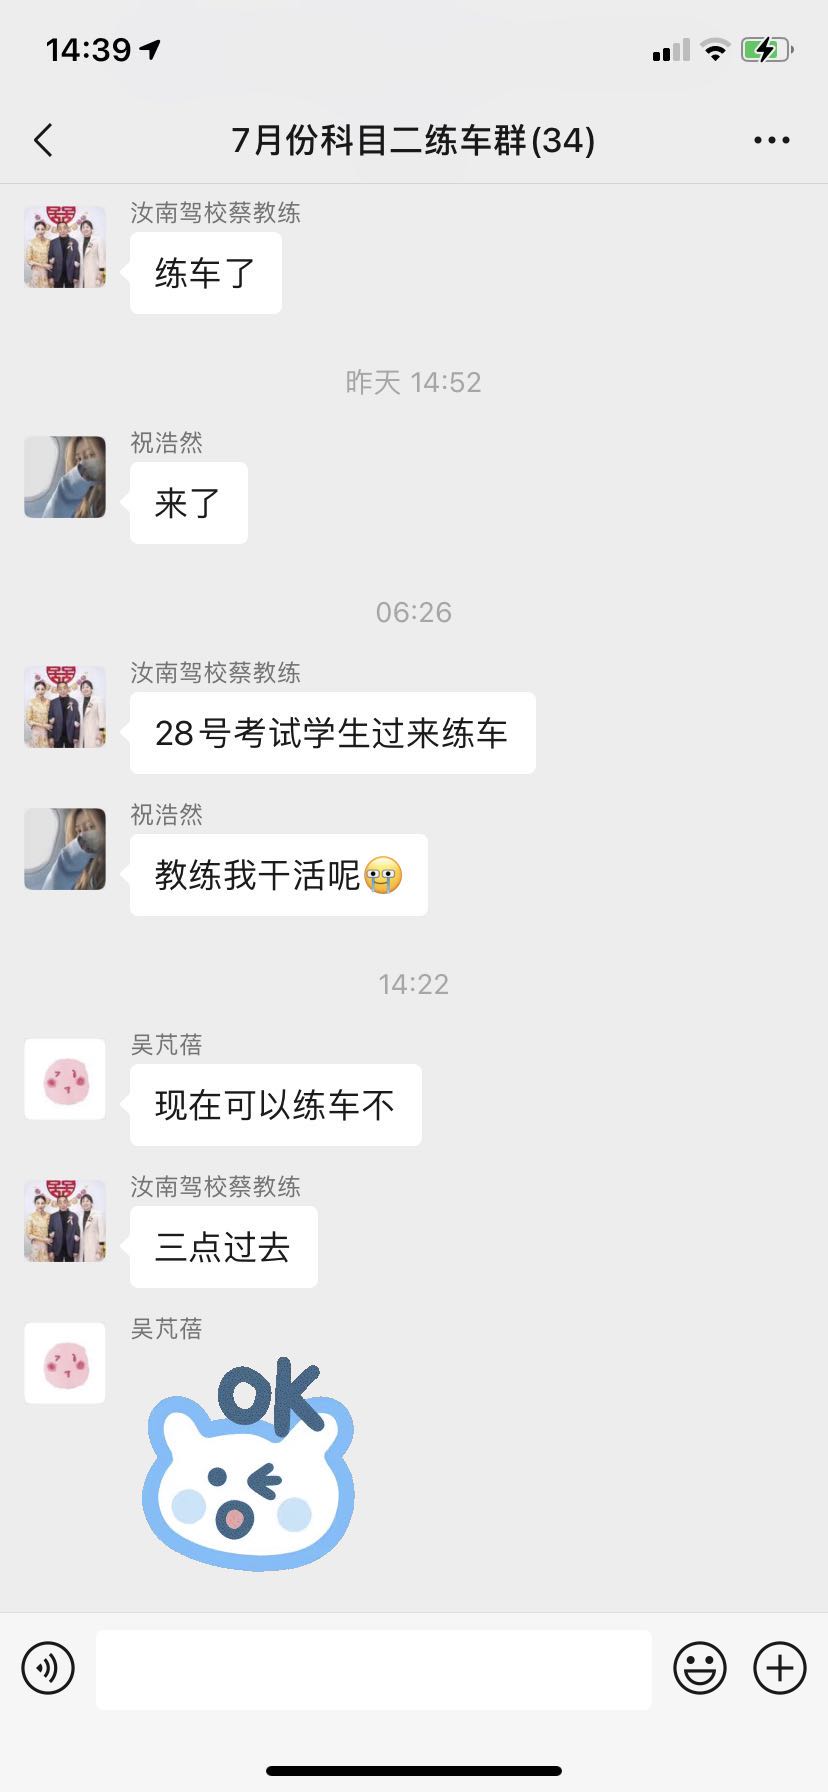 14:39
7月份科目二练车群(34)
汝南驾校蔡教练
练车了
昨天 14:52
祝浩然
来了
06:26
汝南驾校蔡教练
28号考试学生过来练车
祝浩然
教练我干活呢😭
14:22
吴芃蓓
现在可以练车不
汝南驾校蔡教练
三点过去
吴芃蓓
OK